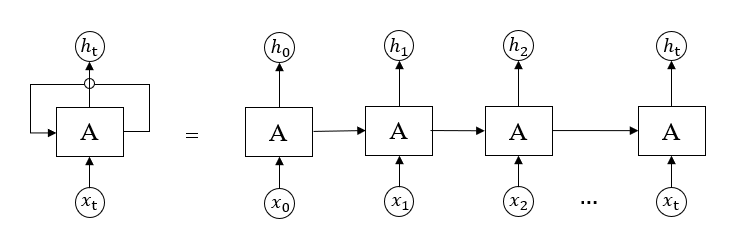 hₜ h₀ h₁ h₂ hₜ
A = A A A A
xₜ x₀ x₁ x₂ ... xₜ